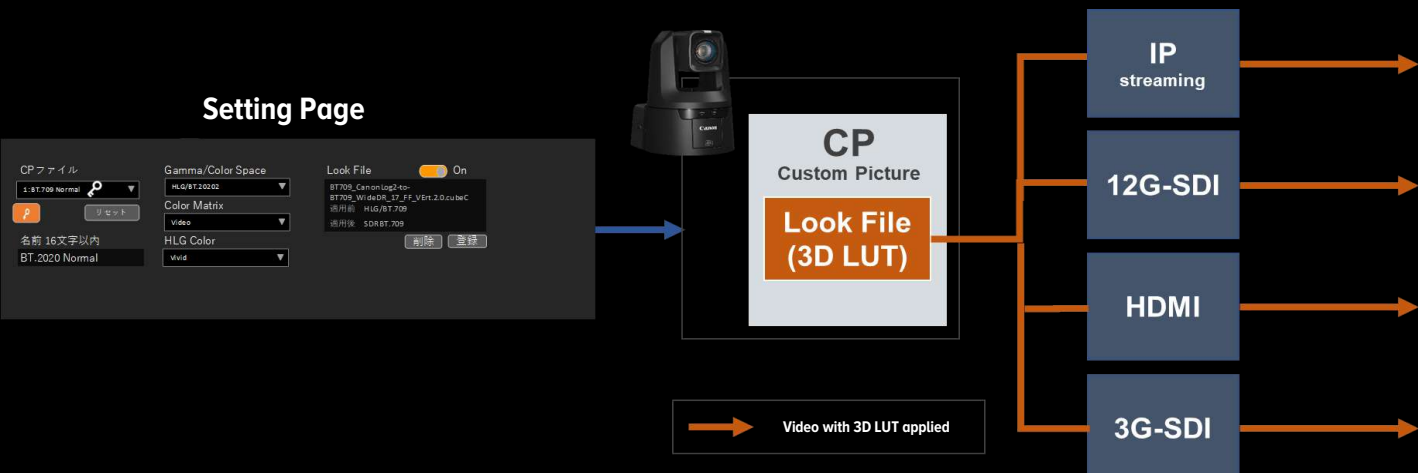 Setting Page
CPファイル
1:BT.709 Normal
リセット
名前 16文字以内
BT.2020 Normal
Gamma/Color Space
HLG/BT.20202
Color Matrix
Video
HLG Color
Vivid
Look File
On
BT709_CanonLog2-to-
BT709_WideDR_17_FF_VErt.2.0.cubeC
適用前 HLG/BT.709
適用後 SDRBT.709
削除 登録
Canon
CP
Custom Picture
Look File
(3D LUT)
IP
streaming
12G-SDI
HDMI
3G-SDI
Video with 3D LUT applied